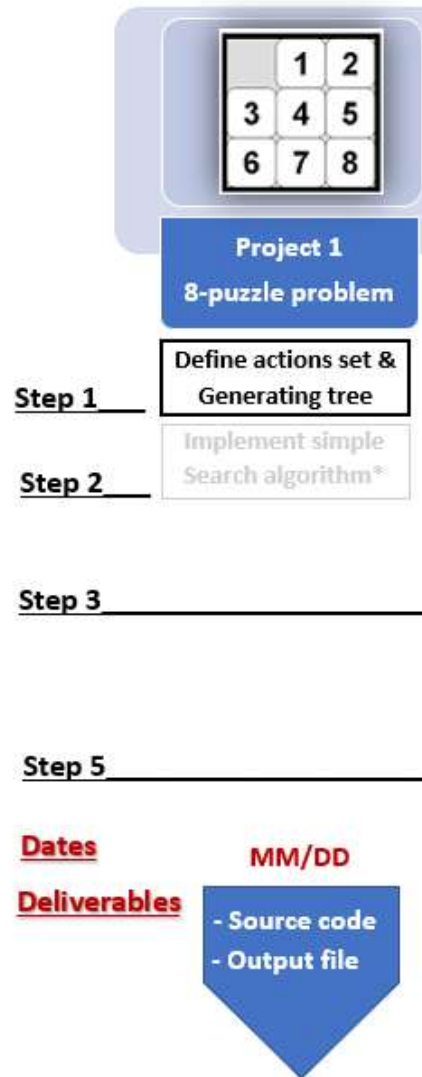 1 2
3 4 5
6 7 8
Project 1
8-puzzle problem
Define actions set &
Generating tree
Step 1
Implement simple
Search algorithm*
Step 2
Step 3
Step 5
Dates
MM/DD
Deliverables
- Source code
- Output file